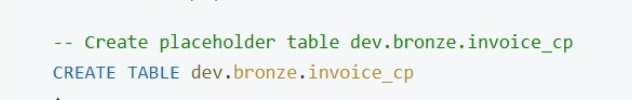 -- Create placeholder table dev.bronze.invoice_cp
CREATE TABLE dev.bronze.invoice_cp